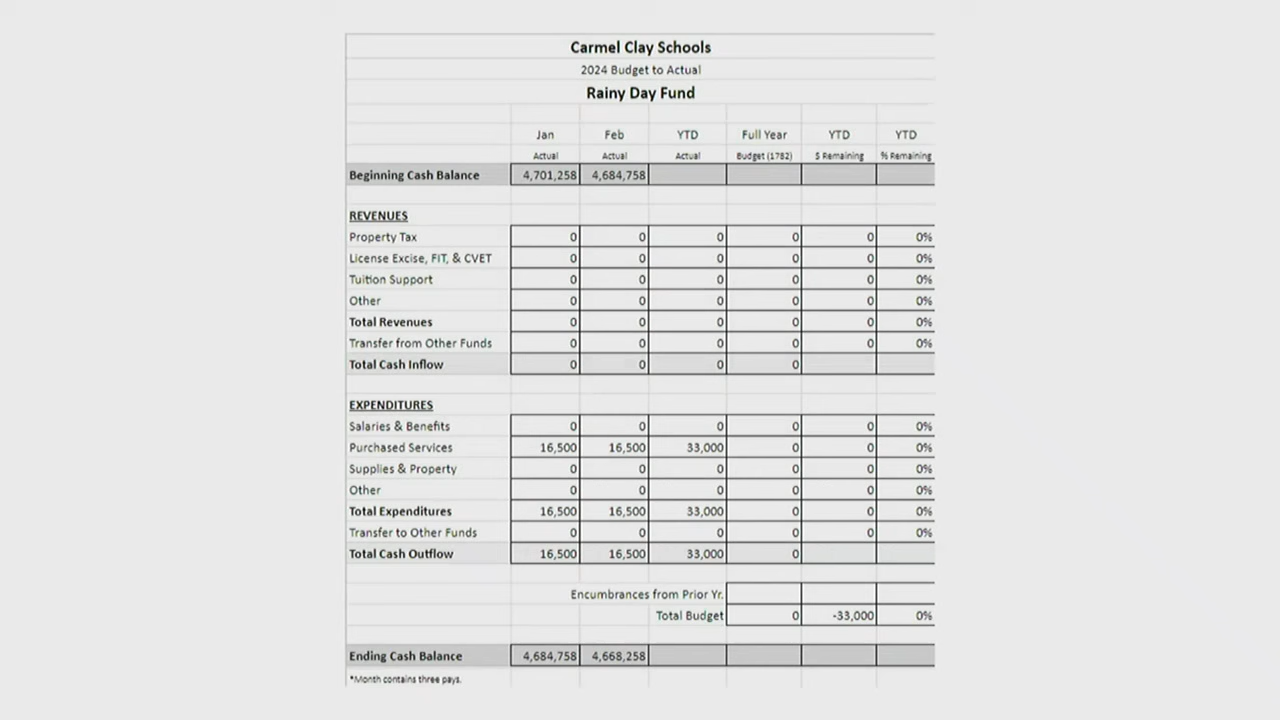 Carmel Clay Schools
2024 Budget to Actual
Rainy Day Fund
Jan Feb YTD Full Year YTD YTD
Actual Actual Actual Budget (1782) $ Remaining % Remaining
Beginning Cash Balance 4,701,258 4,684,758
REVENUES
Property Tax 0 0 0 0 0 0%
License Excise, FIT, & CVET 0 0 0 0 0 0%
Tuition Support 0 0 0 0 0 0%
Other 0 0 0 0 0 0%
Total Revenues 0 0 0 0 0 0%
Transfer from Other Funds 0 0 0 0 0 0%
Total Cash Inflow 0 0 0 0
EXPENDITURES
Salaries & Benefits 0 0 0 0 0 0%
Purchased Services 16,500 16,500 33,000 0 0 0%
Supplies & Property 0 0 0 0 0 0%
Other 0 0 0 0 0 0%
Total Expenditures 16,500 16,500 33,000 0 0 0%
Transfer to Other Funds 0 0 0 0 0 0%
Total Cash Outflow 16,500 16,500 33,000 0
Encumbrances from Prior Yr.
Total Budget 0 -33,000 0%
Ending Cash Balance 4,684,758 4,668,258
*Month contains three pays.